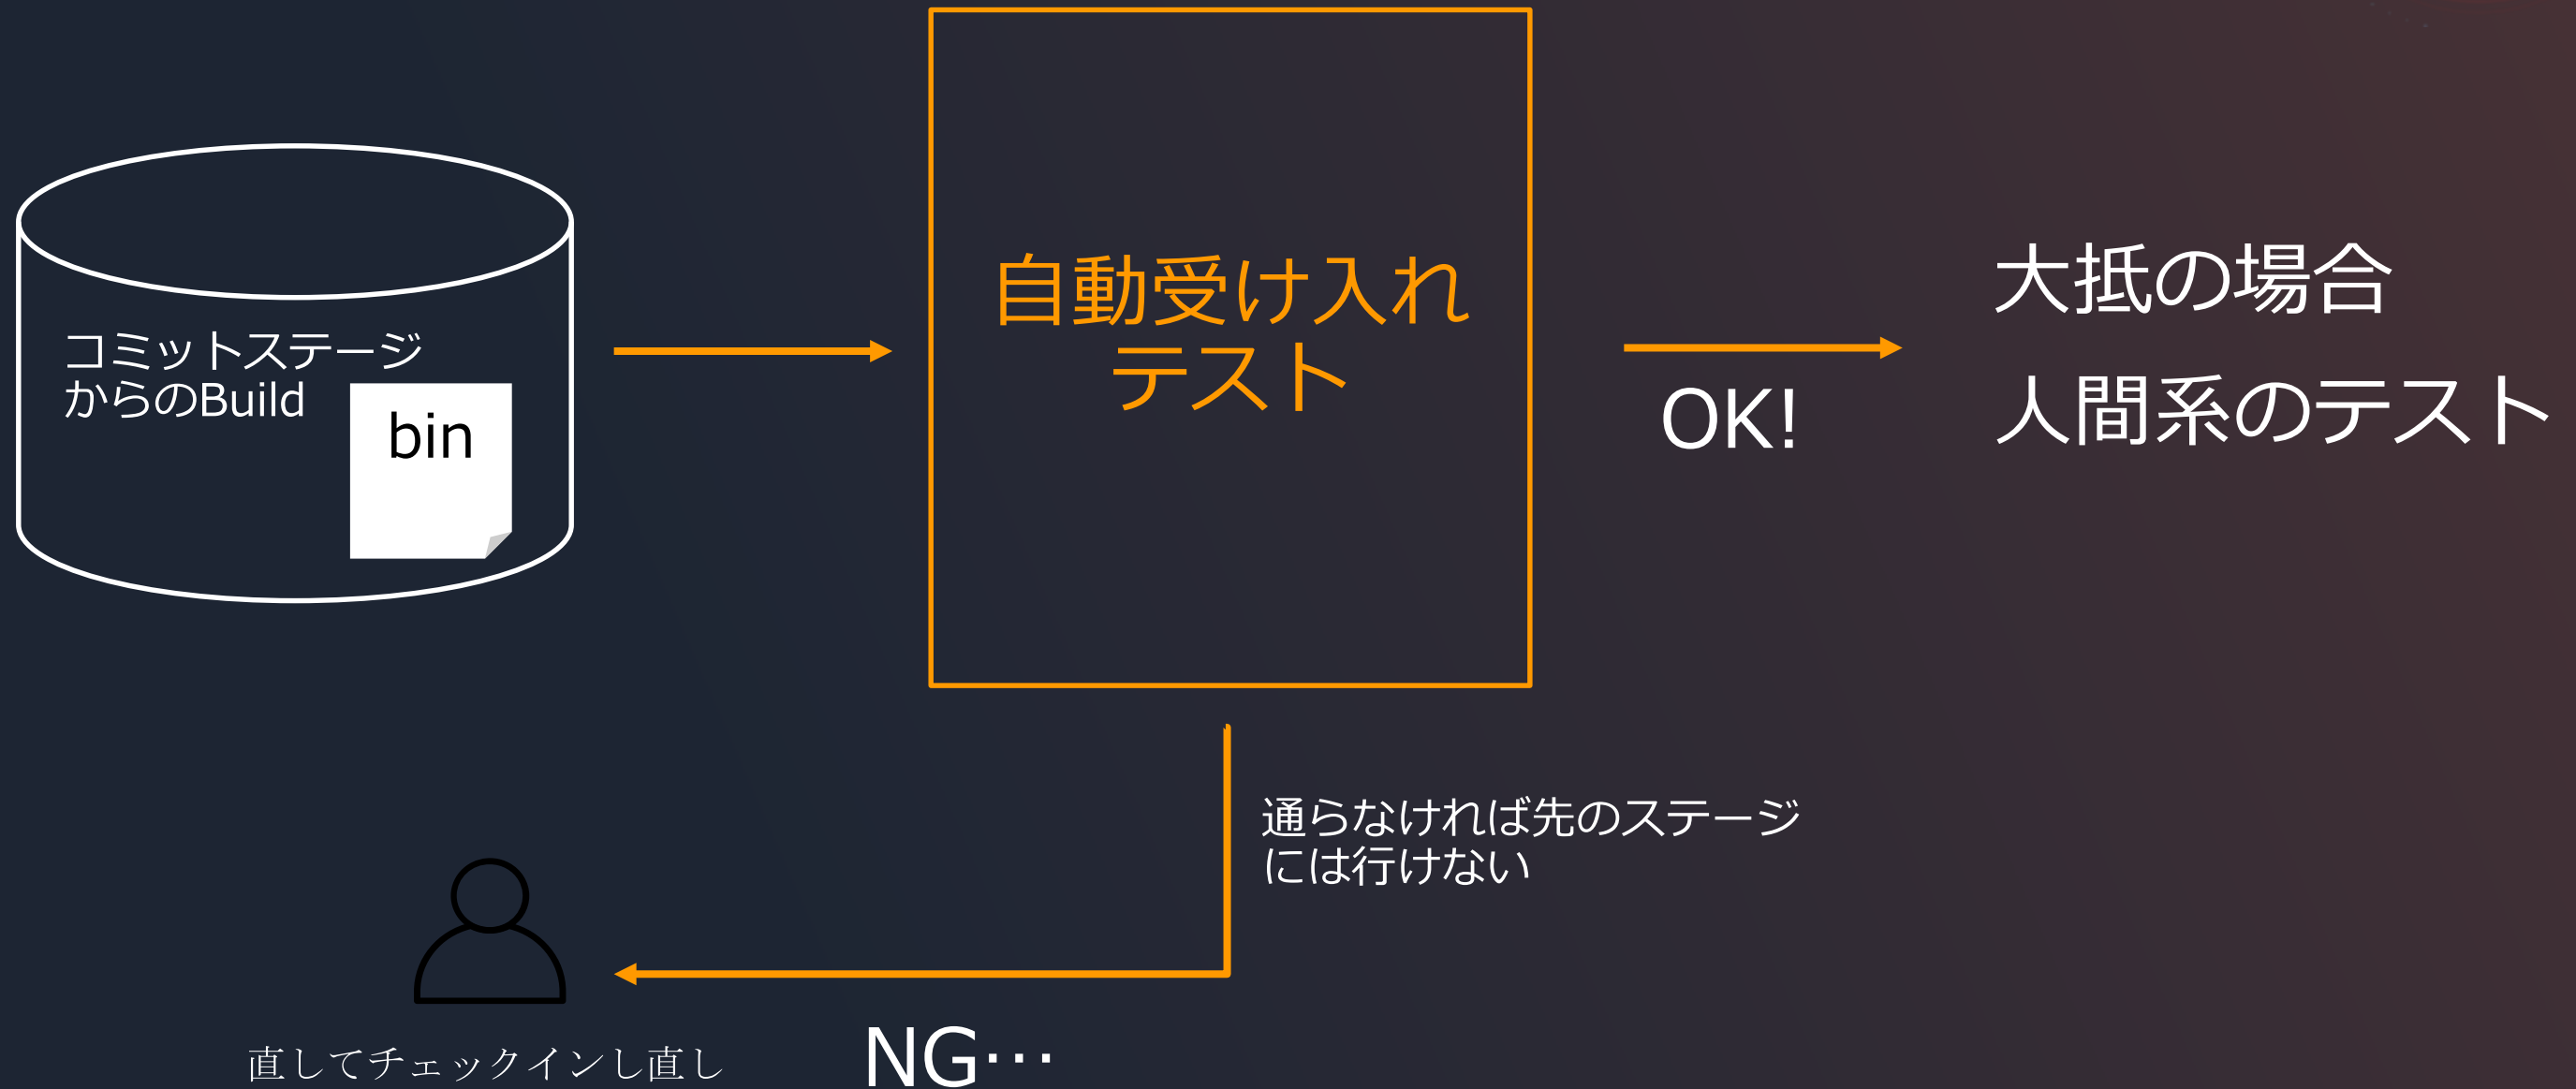 コミットステージ
からのBuild
bin
自動受け入れ
テスト
OK!
大抵の場合
人間系のテスト
通らなければ先のステージ
には行けない
直してチェックインし直し
NG…